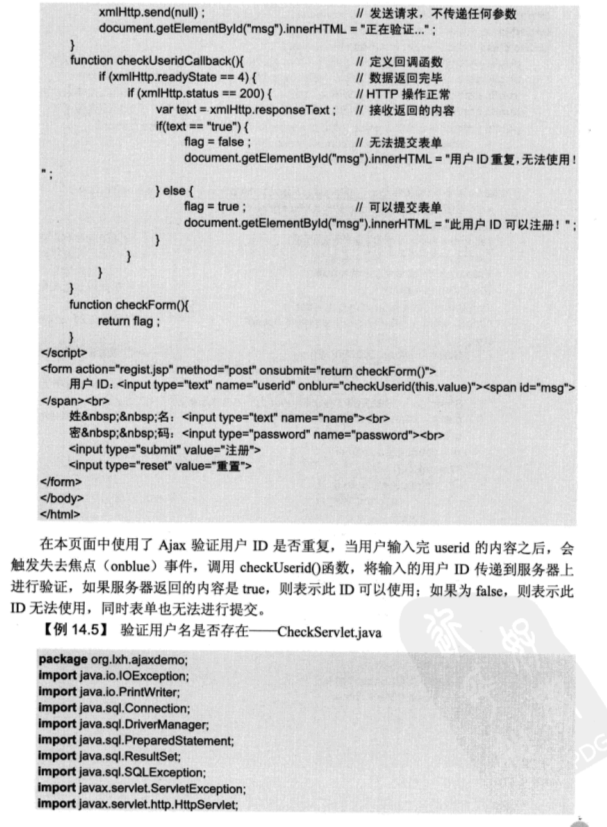 xmlHttp.send(null) ; // 发送请求，不传递任何参数
document.getElementById("msg").innerHTML = "正在验证..." ;
}
function checkUseridCallback(){ // 定义回调函数
if (xmlHttp.readyState == 4) { // 数据返回完毕
if (xmlHttp.status == 200) { // HTTP 操作正常
var text = xmlHttp.responseText ; // 接收返回的内容
if(text == "true") {
flag = false ; // 无法提交表单
document.getElementById("msg").innerHTML = "用户 ID 重复，无法使用！
" ;
} else {
flag = true ; // 可以提交表单
document.getElementById("msg").innerHTML = "此用户 ID 可以注册！" ;
}
}
}
}
function checkForm(){
return flag ;
}
</script>
<form action="regist.jsp" method="post" onsubmit="return checkForm()">
用户 ID：<input type="text" name="userid" onblur="checkUserid(this.value)"><span id="msg">
</span><br>
姓&nbsp;&nbsp;名：<input type="text" name="name"><br>
密&nbsp;&nbsp;码：<input type="password" name="password"><br>
<input type="submit" value="注册">
<input type="reset" value="重置">
</form>
</body>
</html>
在本页面中使用了 Ajax 验证用户 ID 是否重复，当用户输入完 userid 的内容之后，会
触发失去焦点（onblue）事件，调用 checkUserid()函数，将输入的用户 ID 传递到服务器上
进行验证，如果服务器返回的内容是 true，则表示此 ID 可以使用；如果为 false，则表示此
ID 无法使用，同时表单也无法进行提交。
【例 14.5】 验证用户名是否存在——CheckServlet.java
package org.lxh.ajaxdemo;
import java.io.IOException;
import java.io.PrintWriter;
import java.sql.Connection;
import java.sql.DriverManager;
import java.sql.PreparedStatement;
import java.sql.ResultSet;
import java.sql.SQLException;
import javax.servlet.ServletException;
import javax.servlet.http.HttpServlet;
PDG